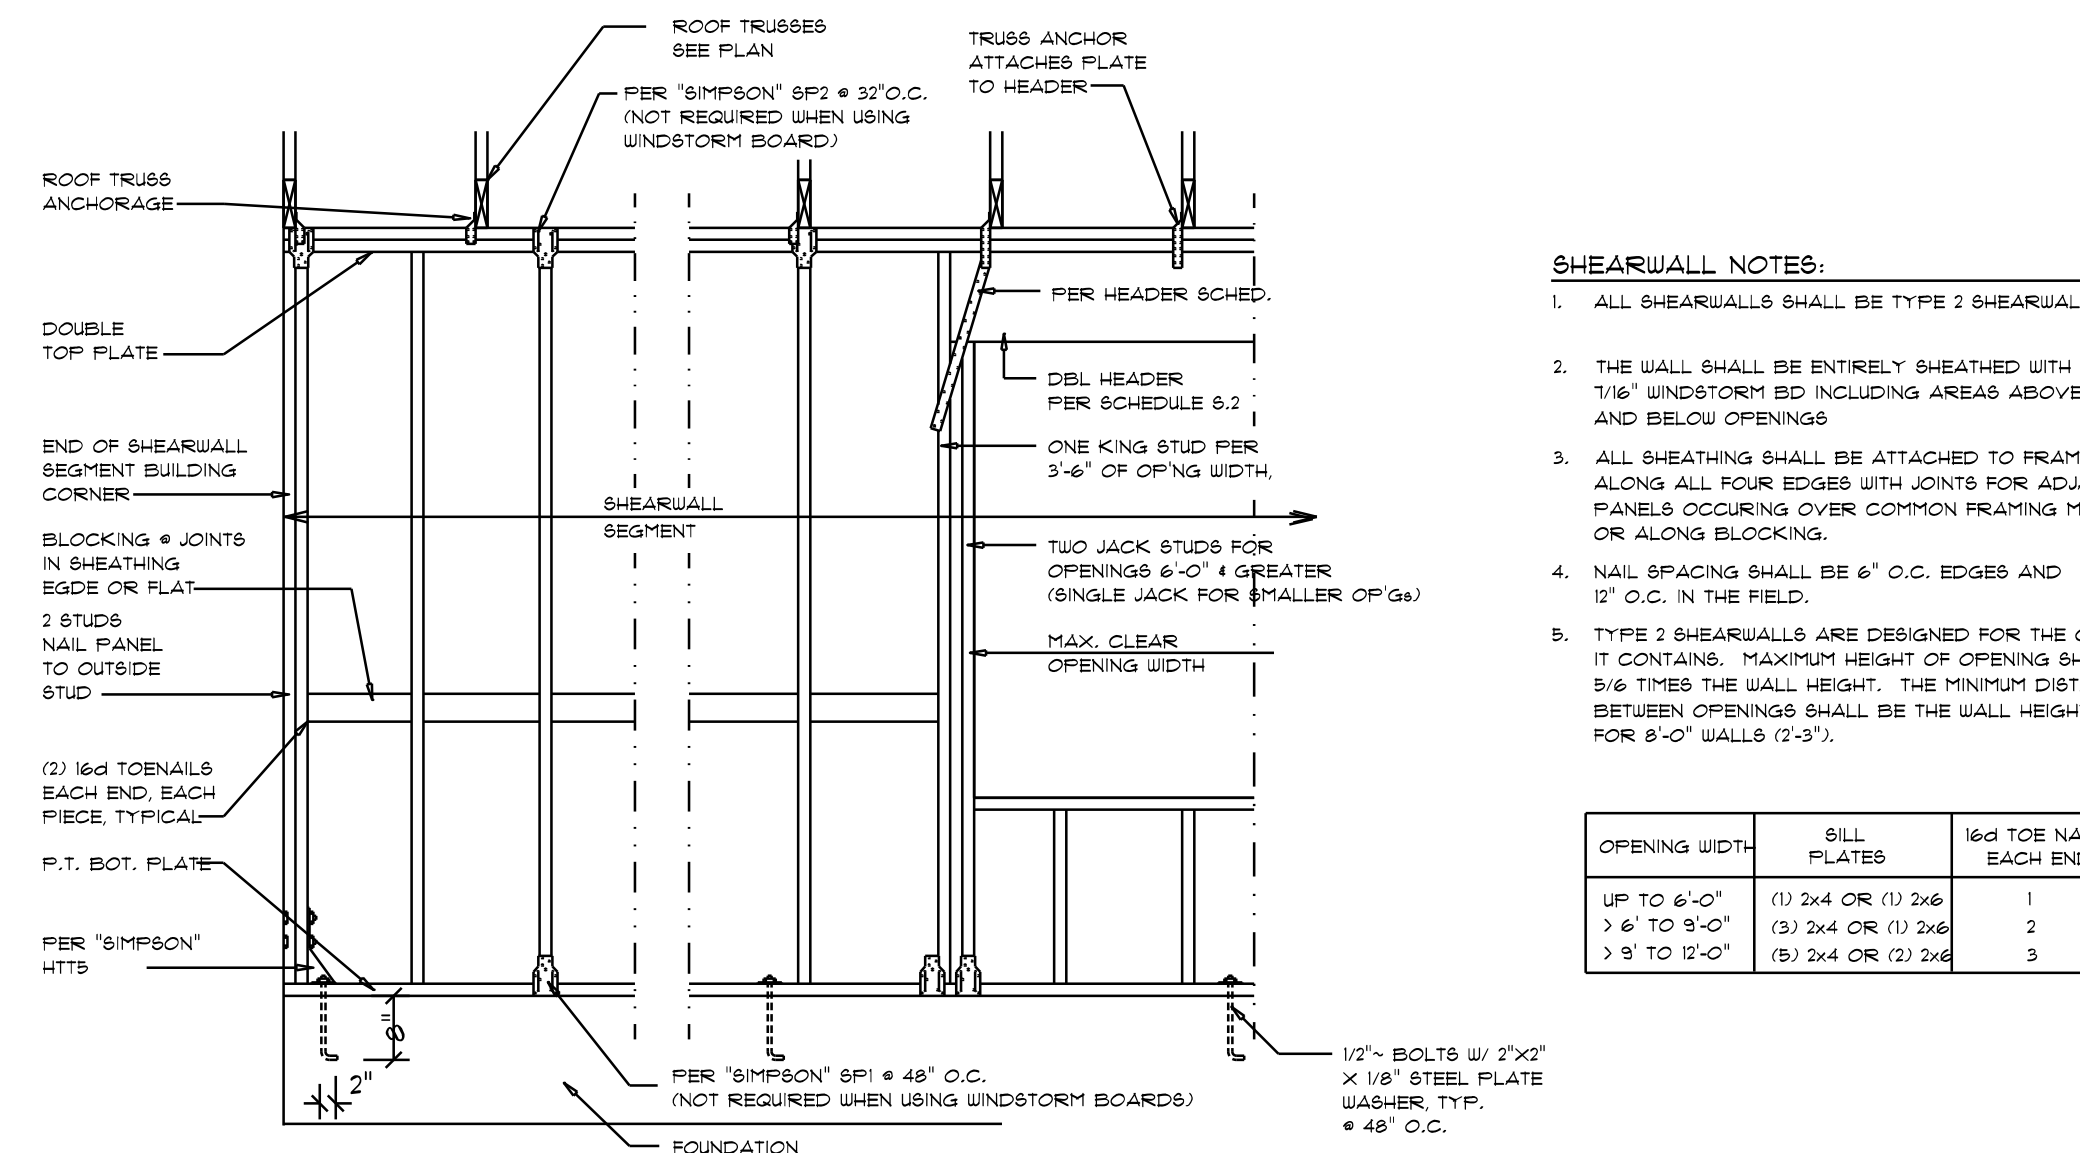 ROOF TRUSSES
SEE PLAN
PER "SIMPSON" SP2 @ 32"O.C.
(NOT REQUIRED WHEN USING
WINDSTORM BOARD)
TRUSS ANCHOR
ATTACHES PLATE
TO HEADER
ROOF TRUSS
ANCHORAGE
DOUBLE
TOP PLATE
END OF SHEARWALL
SEGMENT BUILDING
CORNER
BLOCKING @ JOINTS
IN SHEATHING
EGDE OR FLAT
2 STUDS
NAIL PANEL
TO OUTSIDE
STUD
(2) 16d TOENAILS
EACH END, EACH
PIECE, TYPICAL
P.T. BOT. PLATE
PER "SIMPSON"
HTT5
8"
2"
SHEARWALL
SEGMENT
PER HEADER SCHED.
DBL HEADER
PER SCHEDULE S.2
ONE KING STUD PER
3'-6" OF OP'NG WIDTH,
TWO JACK STUDS FOR
OPENINGS 6'-0" & GREATER
(SINGLE JACK FOR SMALLER OP'Gs)
MAX. CLEAR
OPENING WIDTH
PER "SIMPSON" SP1 @ 48" O.C.
(NOT REQUIRED WHEN USING WINDSTORM BOARDS)
FOUNDATION
1/2"~ BOLTS W/ 2"X2"
X 1/8" STEEL PLATE
WASHER, TYP.
@ 48" O.C.
SHEARWALL NOTES:
1. ALL SHEARWALLS SHALL BE TYPE 2 SHEARWAL
2. THE WALL SHALL BE ENTIRELY SHEATHED WITH
7/16" WINDSTORM BD INCLUDING AREAS ABOVE
AND BELOW OPENINGS
3. ALL SHEATHING SHALL BE ATTACHED TO FRAM
ALONG ALL FOUR EDGES WITH JOINTS FOR ADJA
PANELS OCCURING OVER COMMON FRAMING M
OR ALONG BLOCKING.
4. NAIL SPACING SHALL BE 6" O.C. EDGES AND
12" O.C. IN THE FIELD.
5. TYPE 2 SHEARWALLS ARE DESIGNED FOR THE
IT CONTAINS. MAXIMUM HEIGHT OF OPENING SH
5/6 TIMES THE WALL HEIGHT. THE MINIMUM DIST
BETWEEN OPENINGS SHALL BE THE WALL HEIGH
FOR 8'-0" WALLS (2'-3").
OPENING WIDTH SILL PLATES 16d TOE NA EACH END
UP TO 6'-0" (1) 2x4 OR (1) 2x6 1
> 6' TO 9'-0" (3) 2x4 OR (1) 2x6 2
> 9' TO 12'-0" (5) 2x4 OR (2) 2x6 3